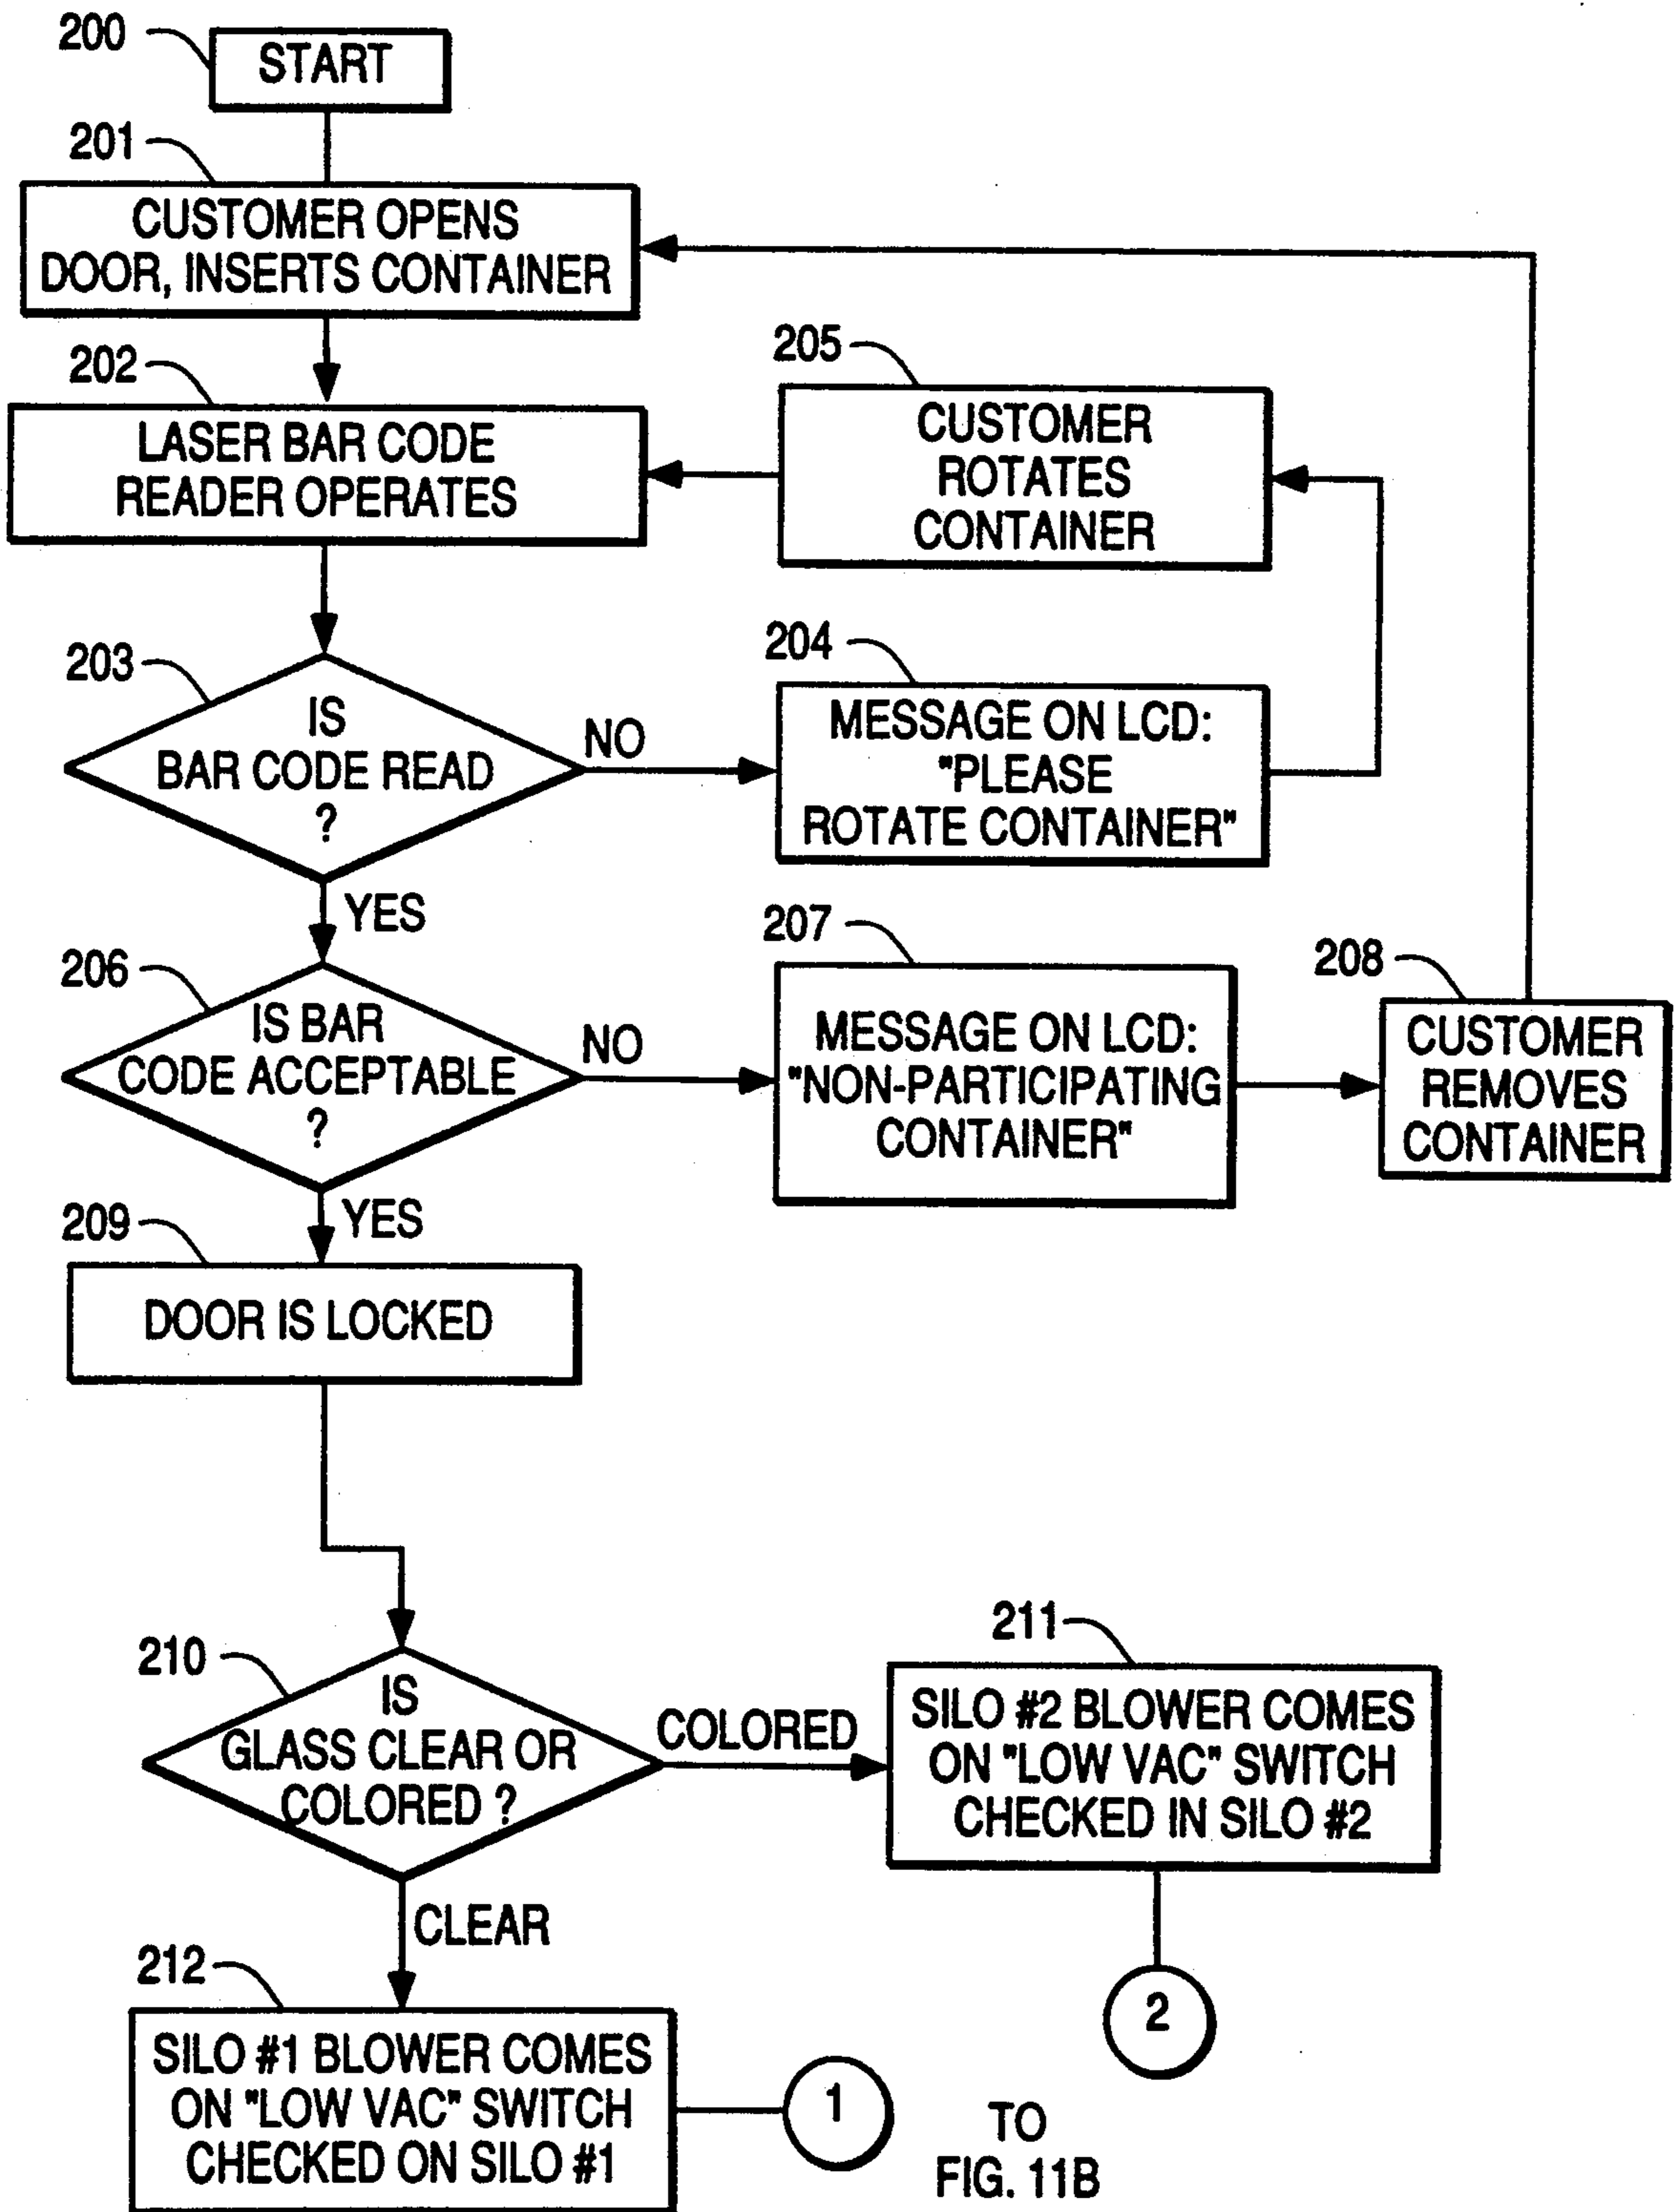 200
START
201
CUSTOMER OPENS
DOOR, INSERTS CONTAINER
202
LASER BAR CODE
READER OPERATES
205
CUSTOMER
ROTATES
CONTAINER
203
IS
BAR CODE READ
?
NO
204
MESSAGE ON LCD:
"PLEASE
ROTATE CONTAINER"
YES
206
IS BAR
CODE ACCEPTABLE
?
NO
207
MESSAGE ON LCD:
"NON-PARTICIPATING
CONTAINER"
208
CUSTOMER
REMOVES
CONTAINER
YES
209
DOOR IS LOCKED
210
IS
GLASS CLEAR OR
COLORED ?
COLORED
211
SILO #2 BLOWER COMES
ON "LOW VAC" SWITCH
CHECKED IN SILO #2
2
CLEAR
212
SILO #1 BLOWER COMES
ON "LOW VAC" SWITCH
CHECKED ON SILO #1
1
TO
FIG. 11B